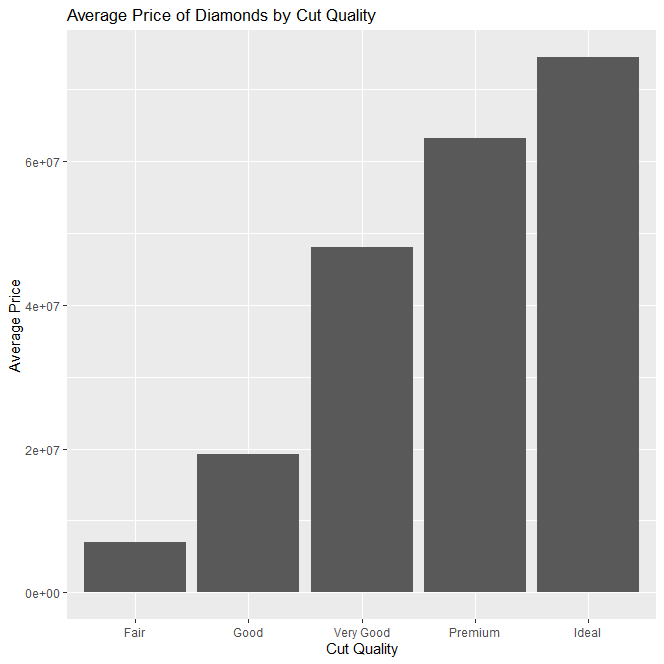 Average Price of Diamonds by Cut Quality
6e+07
4e+07
2e+07
0e+00
Average Price
Fair Good Very Good Premium Ideal
Cut Quality